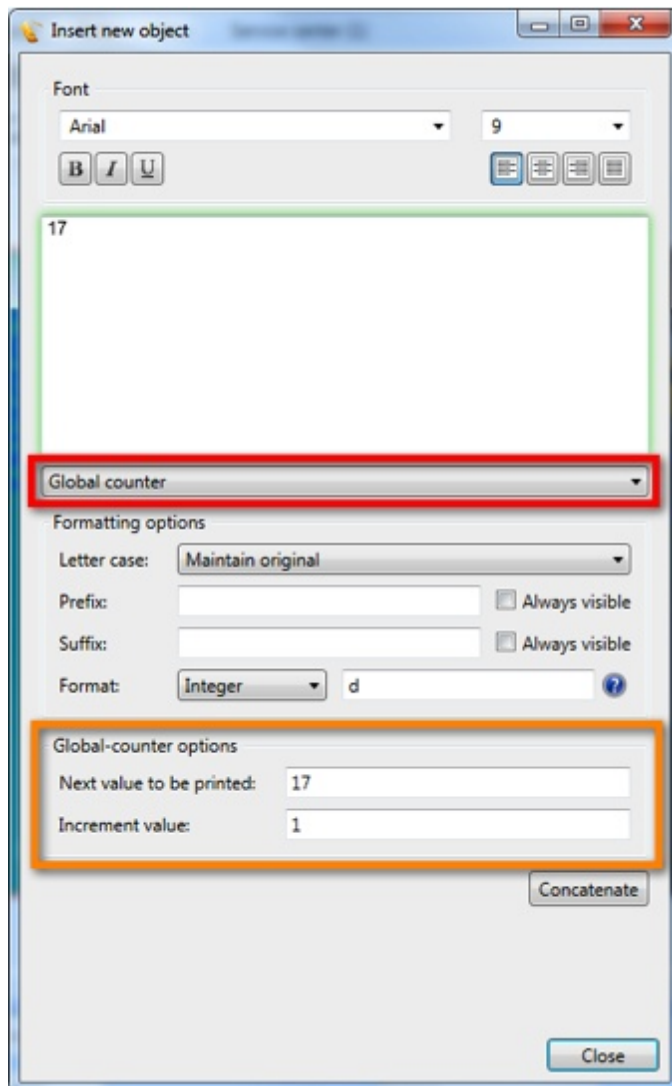 Insert new object
Font
Arial 9
B I U
17
Global counter
Formatting options
Letter case: Maintain original
Prefix: Always visible
Suffix: Always visible
Format: Integer d ?
Global-counter options
Next value to be printed: 17
Increment value: 1
Concatenate
Close